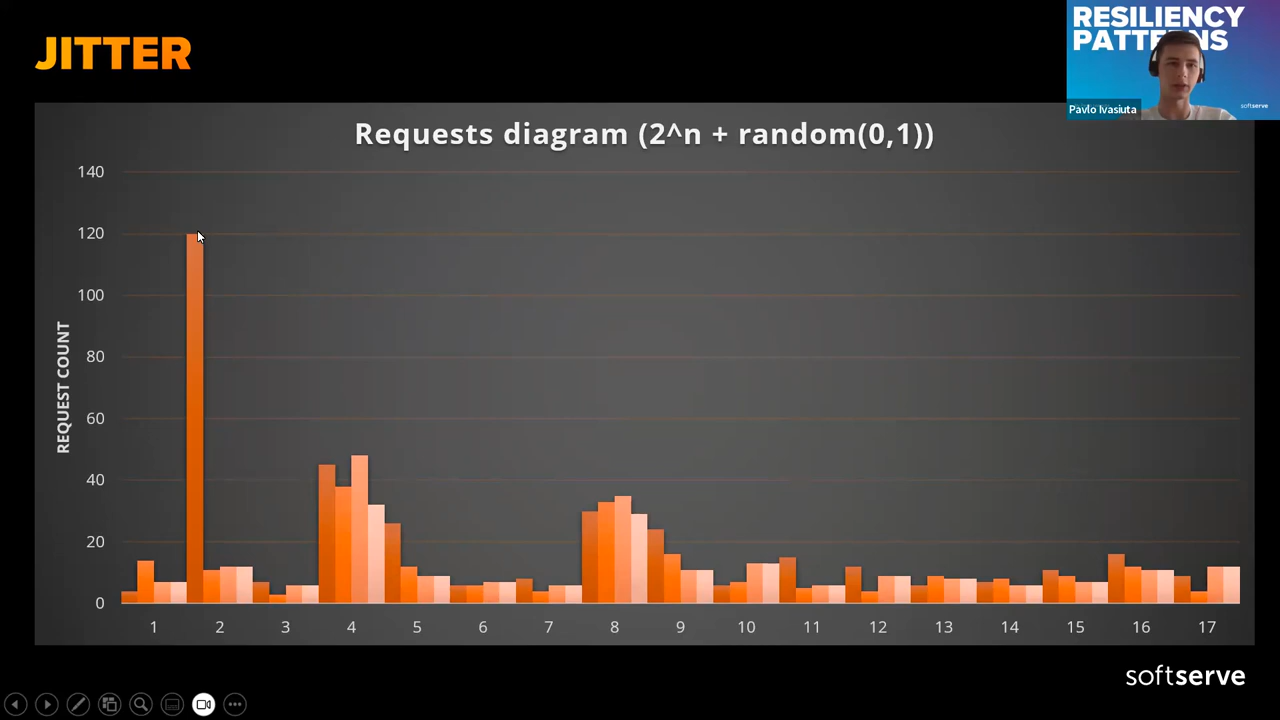 JITTER
RESILIENCY
PATTERNS
Pavlo Ivasiuta
softserve
Requests diagram (2^n + random(0,1))
140
120
100
80
60
40
20
0
REQUEST COUNT
1 2 3 4 5 6 7 8 9 10 11 12 13 14 15 16 17
softserve